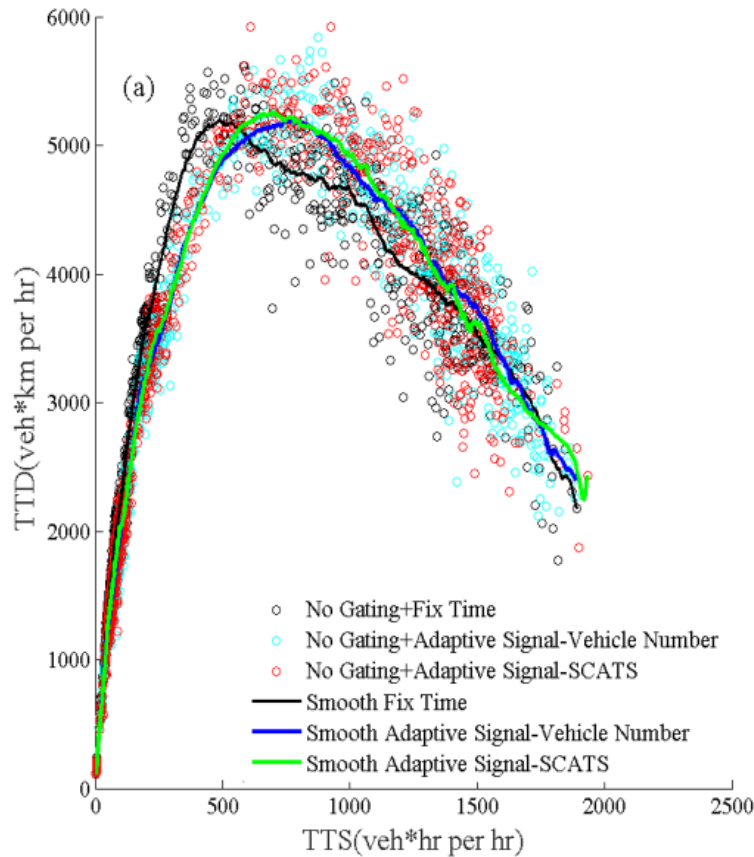 6000
(a)
5000
4000
3000
2000
1000
0
TTD(veh*km per hr)
No Gating+Fix Time
No Gating+Adaptive Signal-Vehicle Number
No Gating+Adaptive Signal-SCATS
Smooth Fix Time
Smooth Adaptive Signal-Vehicle Number
Smooth Adaptive Signal-SCATS
0 500 1000 1500 2000 2500
TTS(veh*hr per hr)